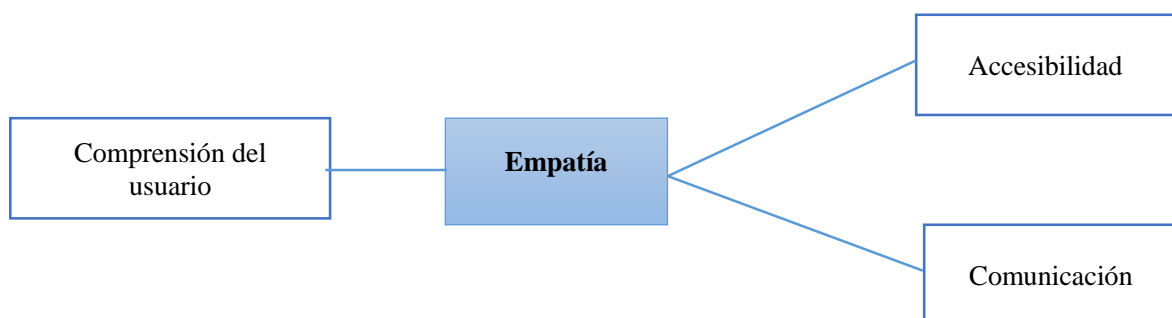 Comprensión del
usuario
Empatía
Accesibilidad
Comunicación